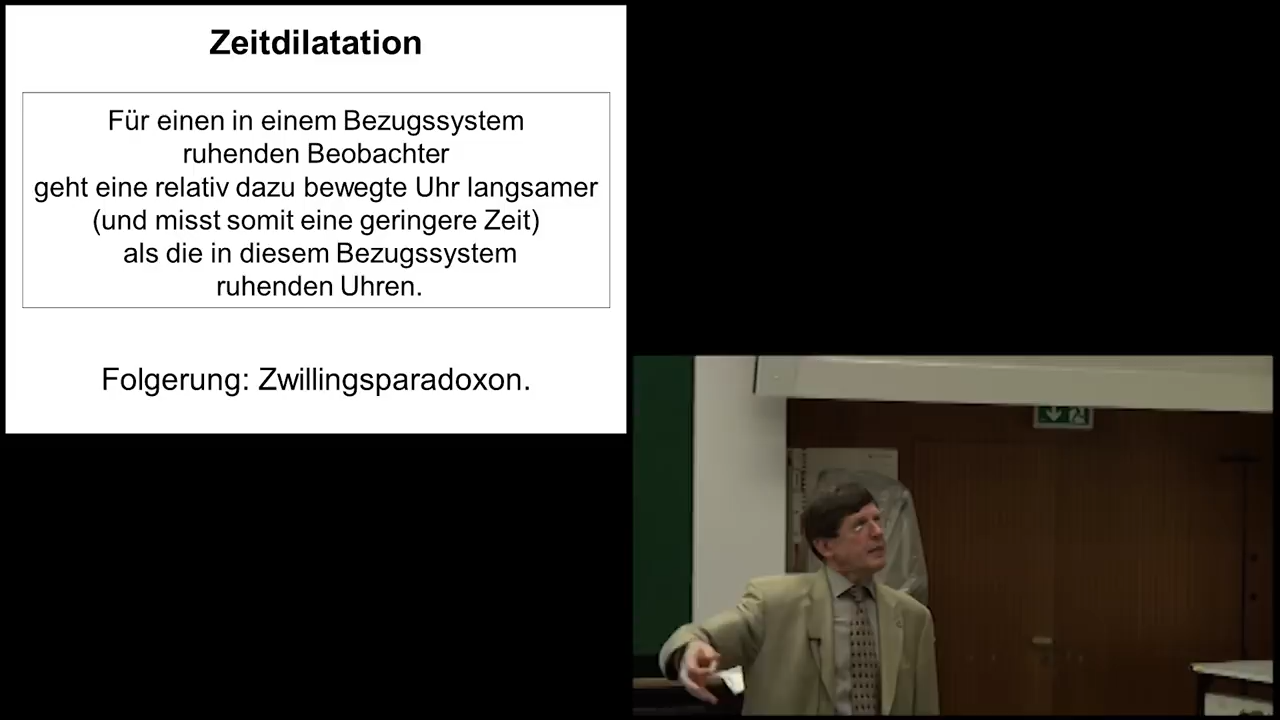 Zeitdilatation
Für einen in einem Bezugssystem
ruhenden Beobachter
geht eine relativ dazu bewegte Uhr langsamer
(und misst somit eine geringere Zeit)
als die in diesem Bezugssystem
ruhenden Uhren.
Folgerung: Zwillingsparadoxon.